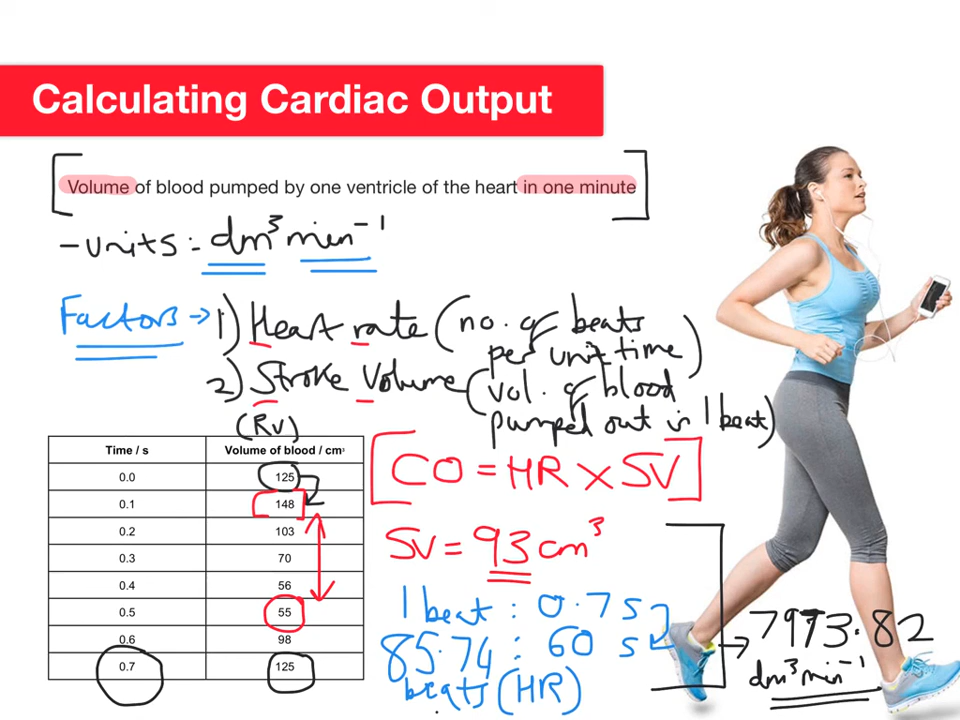 Calculating Cardiac Output
Volume of blood pumped by one ventricle of the heart in one minute
- units : dm³ min⁻¹
Factors → 1) Heart rate (no. of beats
per unit time)
2) Stroke Volume (vol. of blood
pumped out in 1 beat)
(RV)
Time / s Volume of blood / cm³
0.0 125
0.1 148
0.2 103
0.3 70
0.4 56
0.5 55
0.6 98
0.7 125
[CO = HR x SV]
SV = 93 cm³
1 beat : 0.7 s
85.74 : 60 s
beats (HR)
→ 7973.82
dm³ min⁻¹